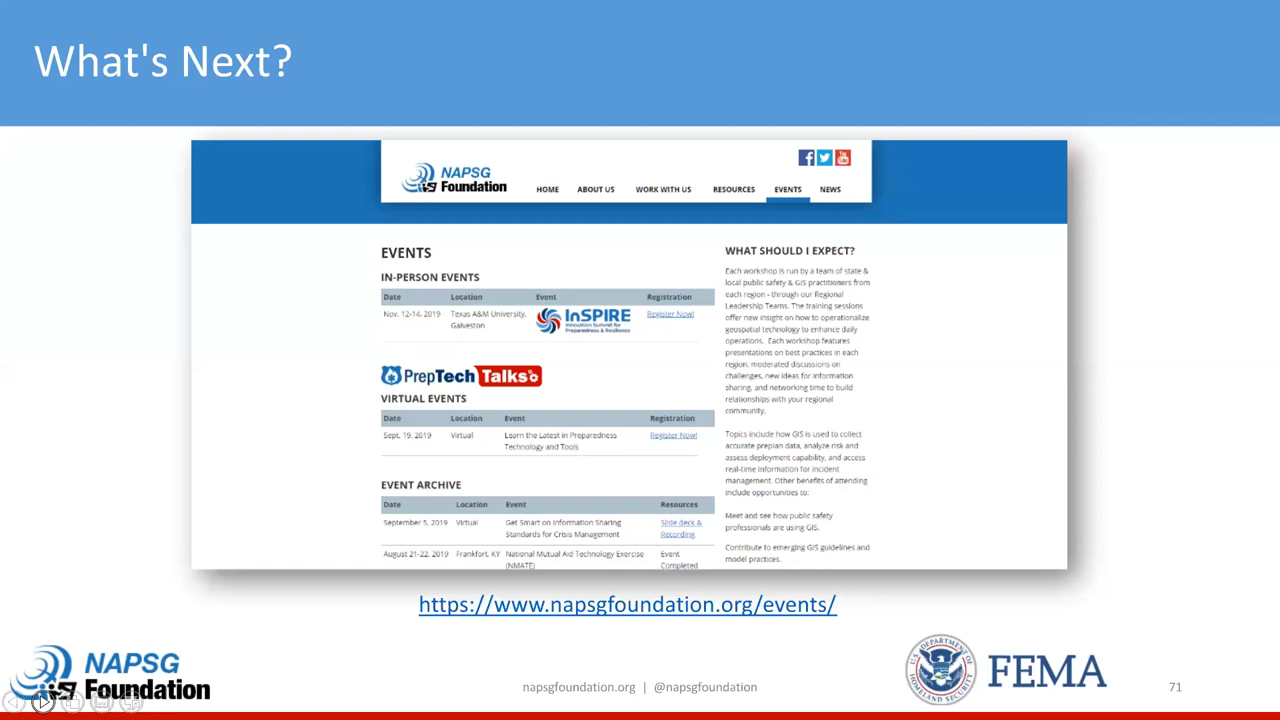 What's Next?
NAPSG
Foundation
HOME ABOUT US WORK WITH US RESOURCES EVENTS NEWS
EVENTS
IN-PERSON EVENTS
Date Location Event Registration
Nov. 12-14, 2019 Texas A&M University, Galveston InSPIRE Innovation Summit for Preparedness & Resilience Register Now!
PrepTech Talks
VIRTUAL EVENTS
Date Location Event Registration
Sept. 19, 2019 Virtual Learn the Latest in Preparedness Register Now!
Technology and Tools
EVENT ARCHIVE
Date Location Event Resources
September 5, 2019 Virtual Get Smart on Information Sharing Slide deck &
Standards for Crisis Management Recording
August 21-22, 2019 Frankfort, KY National Mutual Aid Technology Exercise Event
(NMATE) Completed
WHAT SHOULD I EXPECT?
Each workshop is run by a team of state &
local public safety & GIS practitioners from
each region - through our Regional
Leadership Teams. The training sessions
offer new insight on how to operationalize
geospatial technology to enhance daily
operations. Each workshop features
presentations on best practices in each
region, moderated discussions on
challenges, new ideas for information
sharing, and networking time to build
relationships with your regional
community.
Topics include how GIS is used to collect
accurate preplan data, analyze risk and
assess deployment capability, and access
real-time information for incident
management. Other benefits of attending
include opportunities to:
Meet and see how public safety
professionals are using GIS.
Contribute to emerging GIS guidelines and
model practices.
https://www.napsgfoundation.org/events/
NAPSG
Foundation
napsgfoundation.org | @napsgfoundation
U.S. DEPARTMENT OF HOMELAND SECURITY
FEMA
71